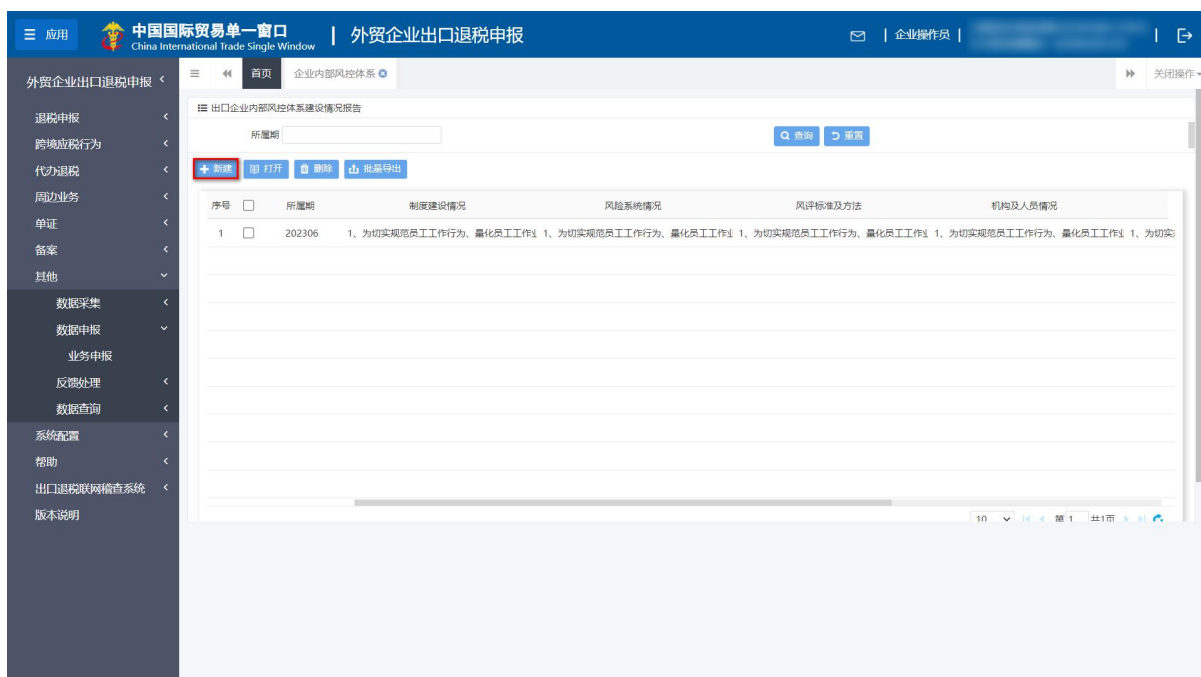 应用
中国国际贸易单一窗口
China International Trade Single Window
外贸企业出口退税申报
企业操作员
外贸企业出口退税申报
首页 企业内部风控体系 关闭操作
退税申报
跨境应税行为
代办退税
周边业务
单证
备案
其他
数据采集
数据申报
业务申报
反馈处理
数据查询
系统配置
帮助
出口退税联网稽查系统
版本说明
出口企业内部风控体系建设情况报告
所属期 查询 重置
新建 打开 删除 批量导出
序号 所属期 制度建设情况 风险系统情况 风评标准及方法 机构及人员情况
1 202306 1、为切实规范员工工作行为、量化员工工作业 1、为切实规范员工工作行为、量化员工工作业 1、为切实规范员工工作行为、量化员工工作业 1、为切实规范员工工作行为、量化员工工作业 1、为切实
10 第 1 共1页